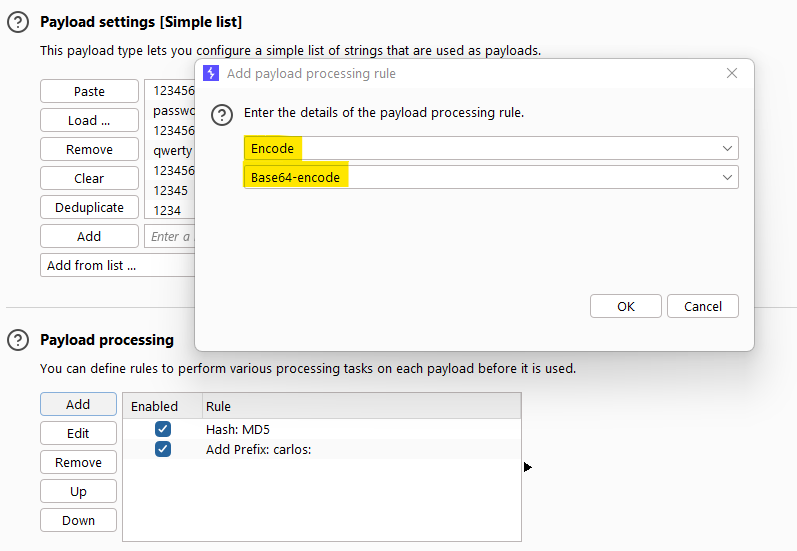 Payload settings [Simple list]
This payload type lets you configure a simple list of strings that are used as payloads.
Paste
Load ...
Remove
Clear
Deduplicate
Add
Add from list ...
123456
123456
qwerty
123456
12345
1234
Enter a
Add payload processing rule
Enter the details of the payload processing rule.
Encode
Base64-encode
OK
Cancel
Payload processing
You can define rules to perform various processing tasks on each payload before it is used.
Add
Edit
Remove
Up
Down
Enabled Rule
Hash: MD5
Add Prefix: carlos: